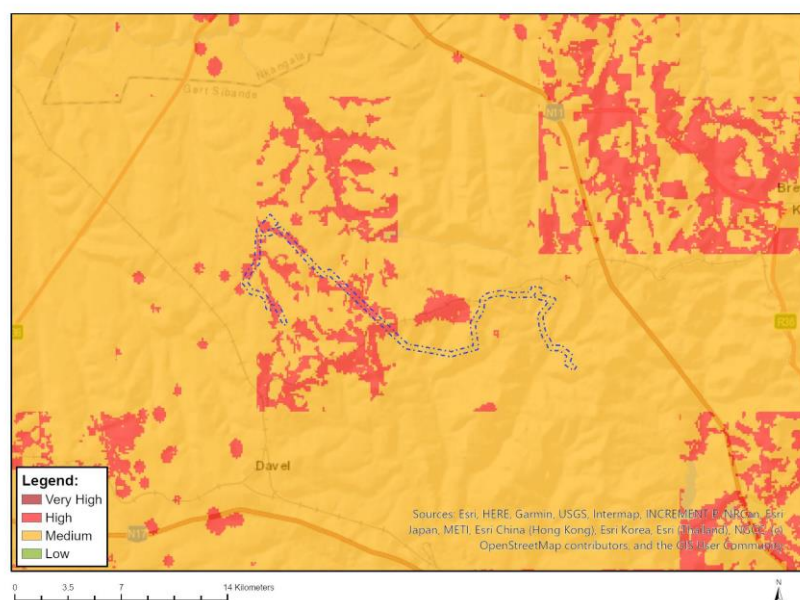 Nkangala
Gert Sibande
N11
Bre
K
R38
Davel
N17
Legend:
Very High
High
Medium
Low
Sources: Esri, HERE, Garmin, USGS, Intermap, INCREMENT P, NRCan, Esri
Japan, METI, Esri China (Hong Kong), Esri Korea, Esri (Thailand), NGCC, (c)
OpenStreetMap contributors, and the GIS User Community
0 3.5 7 14 Kilometers
N